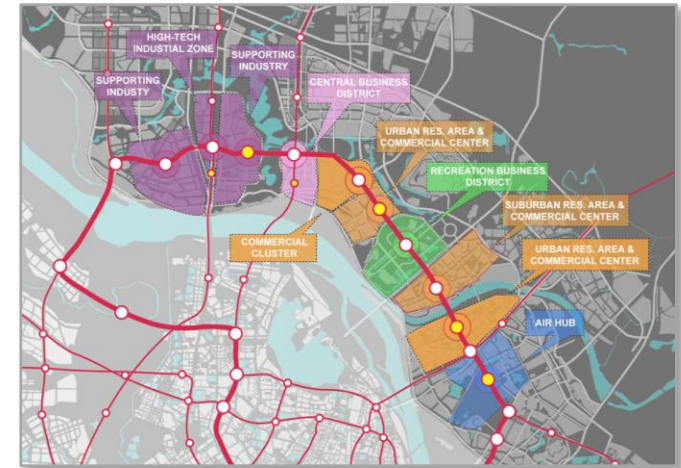 HIGH-TECH
INDUSTIAL ZONE
SUPPORTING
INDUSTRY
SUPPORTING
INDUSTY
CENTRAL BUSINESS
DISTRICT
URBAN RES. AREA &
COMMERCIAL CENTER
RECREATION BUSINESS
DISTRICT
SUBURBAN RES. AREA &
COMMERCIAL CENTER
COMMERCIAL
CLUSTER
URBAN RES. AREA &
COMMERCIAL CENTER
AIR HUB